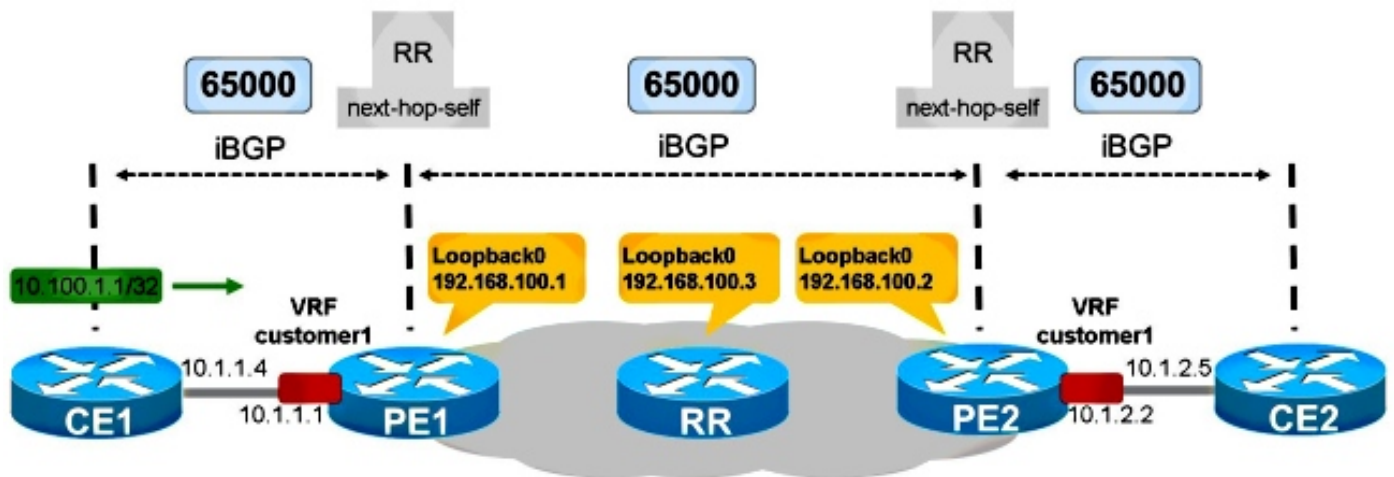 RR
RR
65000
65000
65000
next-hop-self
next-hop-self
iBGP
iBGP
iBGP
Loopback0
192.168.100.1
Loopback0
192.168.100.3
Loopback0
192.168.100.2
10.100.1.1/32
VRF
customer1
VRF
customer1
10.1.1.4
10.1.2.5
10.1.1.1
10.1.2.2
CE1
PE1
RR
PE2
CE2